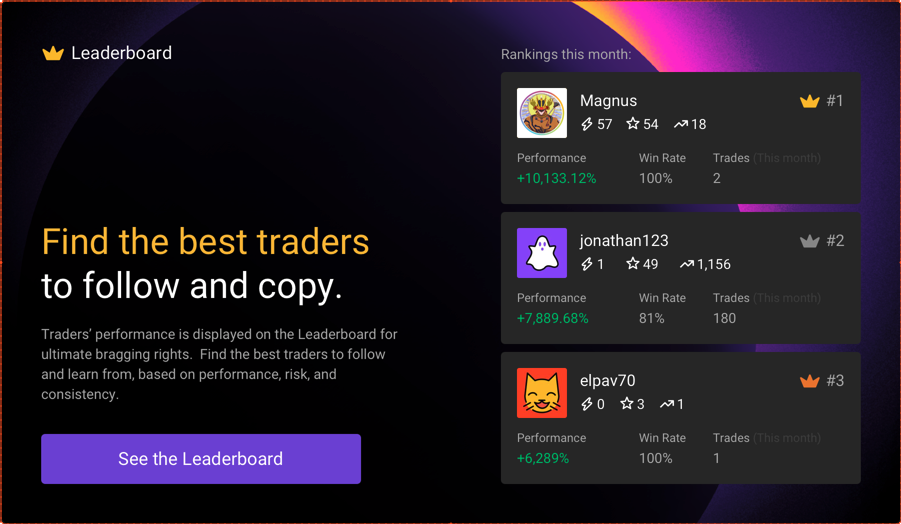 Leaderboard
Find the best traders
to follow and copy.
Traders’ performance is displayed on the Leaderboard for
ultimate bragging rights.  Find the best traders to follow
and learn from, based on performance, risk, and
consistency.
See the Leaderboard
Rankings this month:
Magnus #1
57 54 18
Performance Win Rate Trades (This month)
+10,133.12% 100% 2
jonathan123 #2
1 49 1,156
Performance Win Rate Trades (This month)
+7,889.68% 81% 180
elpav70 #3
0 3 1
Performance Win Rate Trades (This month)
+6,289% 100% 1